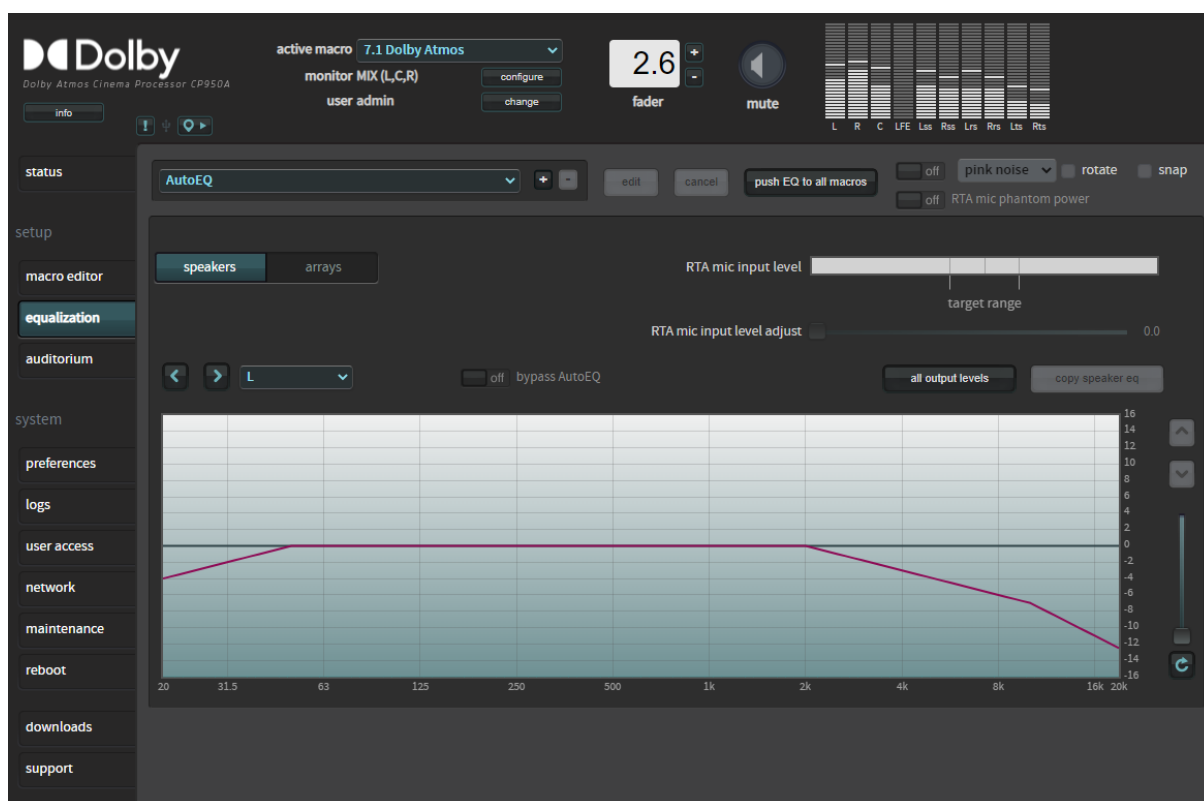 Dolby
Dolby Atmos Cinema Processor CP950A
info
active macro 7.1 Dolby Atmos
monitor MIX (L,C,R) configure
user admin change
2.6
+
-
fader
mute
L R C LFE Lss Rss Lrs Rrs Lts Rts
status
setup
macro editor
equalization
auditorium
system
preferences
logs
user access
network
maintenance
reboot
downloads
support
AutoEQ + - edit cancel push EQ to all macros
off pink noise rotate snap
off RTA mic phantom power
speakers arrays
RTA mic input level
target range
RTA mic input level adjust 0.0
L off bypass AutoEQ all output levels copy speaker eq
16
14
12
10
8
6
4
2
0
-2
-4
-6
-8
-10
-12
-14
-16
20 31.5 63 125 250 500 1k 2k 4k 8k 16k 20k